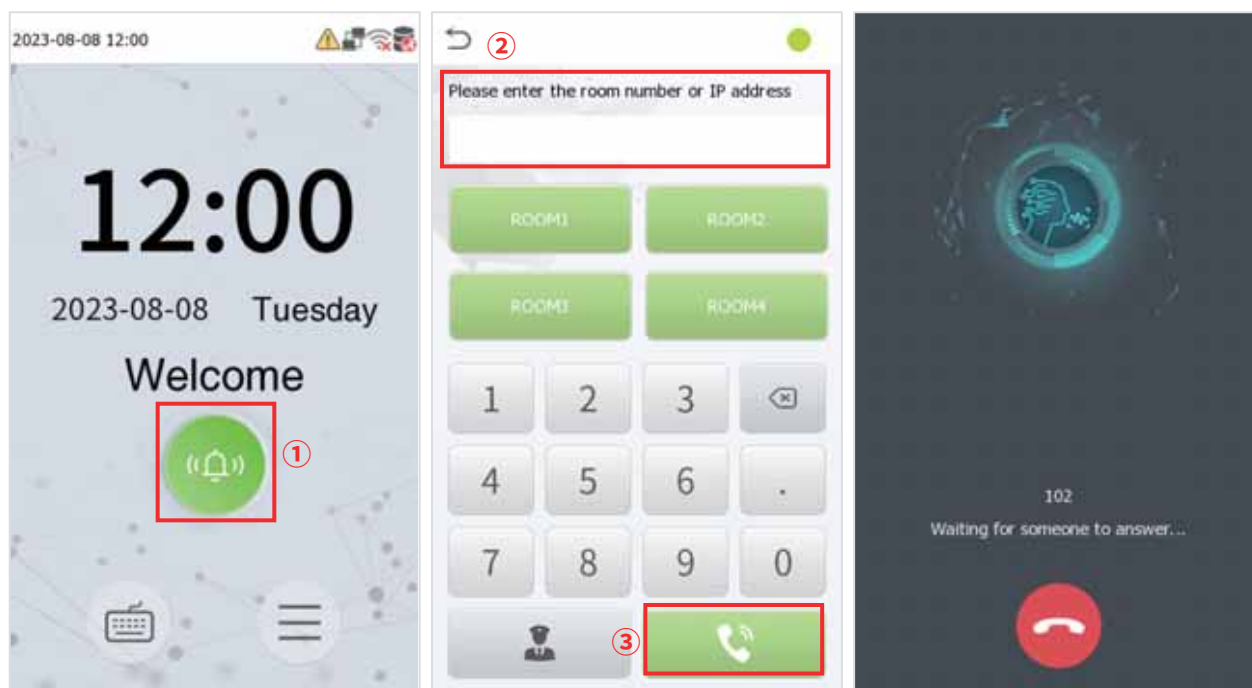 2023-08-08 12:00
12:00
2023-08-08 Tuesday
Welcome
①
②
Please enter the room number or IP address
ROOM1 ROOM2
ROOM3 ROOM4
1 2 3
4 5 6 .
7 8 9 0
③
102
Waiting for someone to answer...